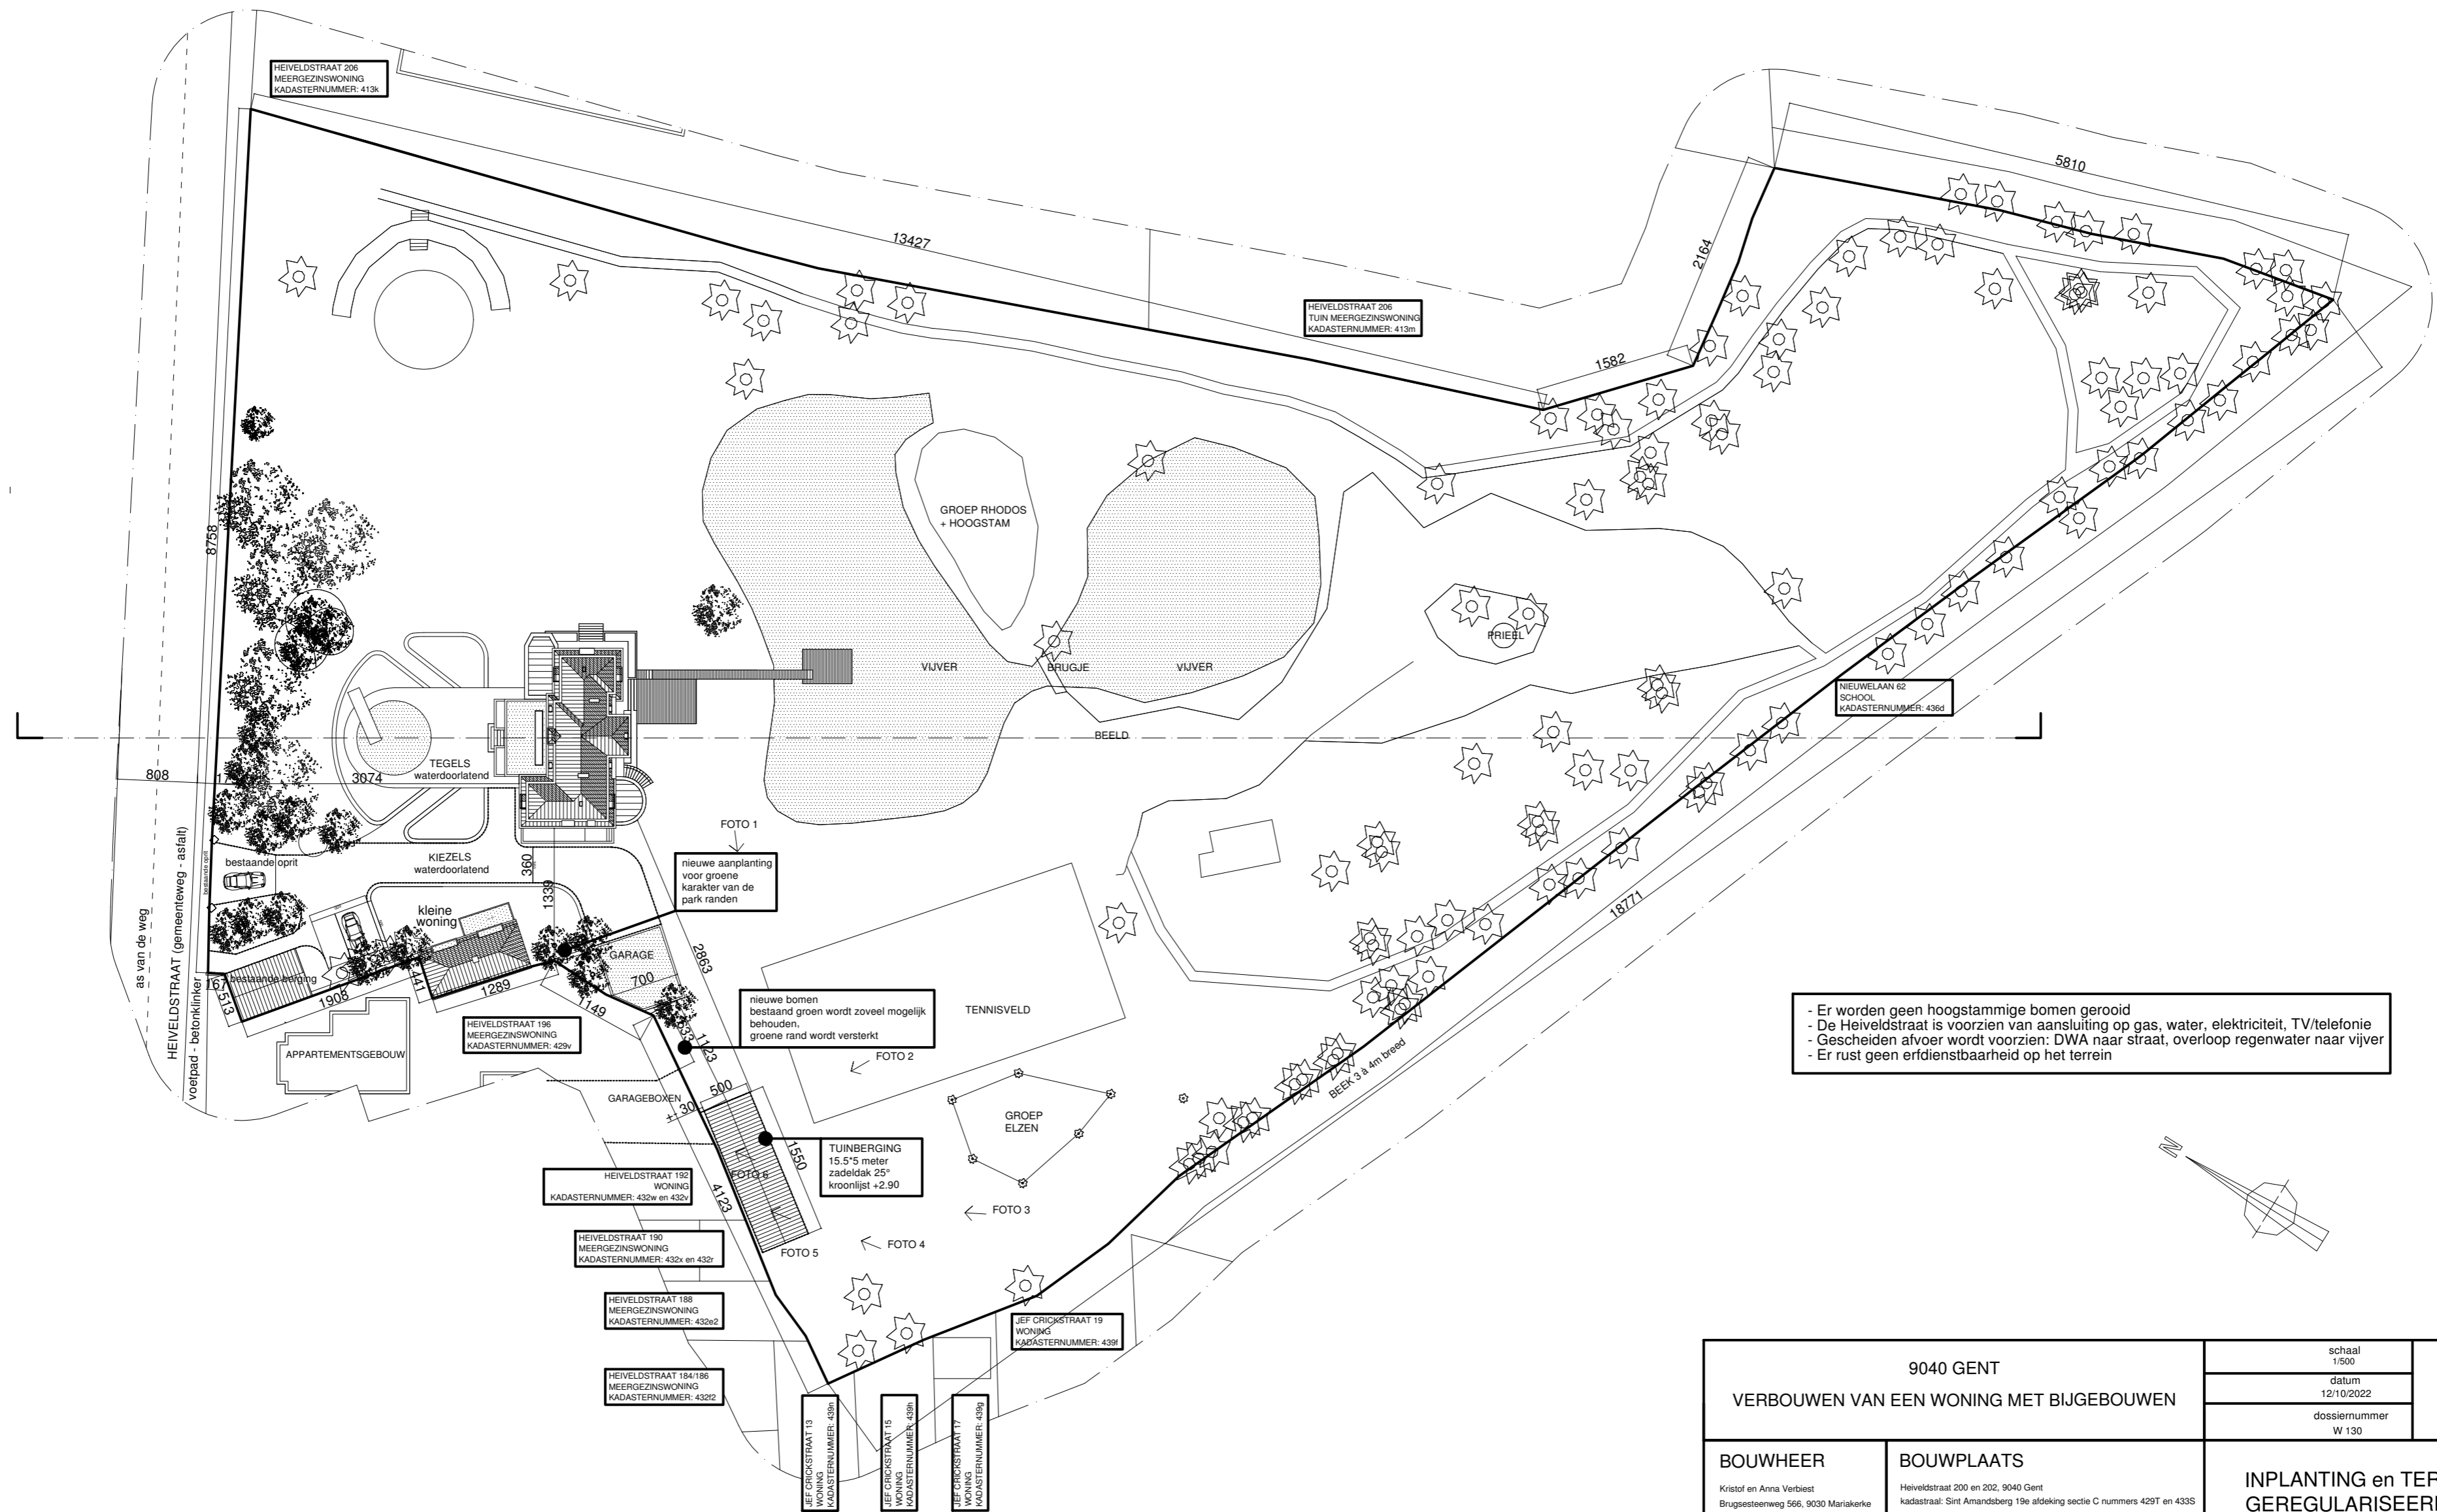 HEIVELDSTRAAT 206
MEERGEZINSWONING
KADASTERNUMMER: 413k
13427
5810
2164
HEIVELDSTRAAT 206
TUIN MEERGEZINSWONING
KADASTERNUMMER: 413m
1582
8758
GROEP RHODOS
+ HOOGSTAM
VIJVER
BRUGJE
VIJVER
PRIEEL
NIEUWELAAN 62
SCHOOL
KADASTERNUMMER: 436d
BEELD
808
3074
TEGELS
waterdoorlatend
FOTO 1
nieuwe aanplanting
voor groene
karakter van de
park randen
KIEZELS
waterdoorlatend
360
1339
bestaande oprit
bestaande oprit
as van de weg
HEIVELDSTRAAT (gemeenteweg - asfalt)
voetpad - betonklinker
kleine
woning
bestaande berging
167
513
1908
441
1289
1149
GARAGE
700
2863
18771
HEIVELDSTRAAT 196
MEERGEZINSWONING
KADASTERNUMMER: 429v
APPARTEMENTSGEBOUW
nieuwe bomen
bestaand groen wordt zoveel mogelijk
behouden.
groene rand wordt versterkt
1123
FOTO 2
TENNISVELD
- Er worden geen hoogstammige bomen gerooid
- De Heiveldstraat is voorzien van aansluiting op gas, water, elektriciteit, TV/telefonie
- Gescheiden afvoer wordt voorzien: DWA naar straat, overloop regenwater naar vijver
- Er rust geen erfdienstbaarheid op het terrein
BEEK 3 à 4m breed
GARAGEBOXEN
500
+- 30
GROEP
ELZEN
N
TUINBERGING
15.5*5 meter
zadeldak 25°
kroonlijst +2.90
1550
FOTO 6
4123
HEIVELDSTRAAT 192
WONING
KADASTERNUMMER: 432w en 432v
FOTO 3
FOTO 4
FOTO 5
HEIVELDSTRAAT 190
MEERGEZINSWONING
KADASTERNUMMER: 432x en 432r
HEIVELDSTRAAT 188
MEERGEZINSWONING
KADASTERNUMMER: 432e2
HEIVELDSTRAAT 184/186
MEERGEZINSWONING
KADASTERNUMMER: 432f2
JEF CRICKSTRAAT 19
WONING
KADASTERNUMMER: 439f
JEF CRICKSTRAAT 13
WONING
KADASTERNUMMER: 439n
JEF CRICKSTRAAT 15
WONING
KADASTERNUMMER: 439h
JEF CRICKSTRAAT 17
WONING
KADASTERNUMMER: 439g
9040 GENT
VERBOUWEN VAN EEN WONING MET BIJGEBOUWEN
schaal
1/500
datum
12/10/2022
dossiernummer
W 130
BOUWHEER
Kristof en Anna Verbiest
Brugsesteenweg 566, 9030 Mariakerke
BOUWPLAATS
Heiveldstraat 200 en 202, 9040 Gent
kadastraal: Sint Amandsberg 19e afdeking sectie C nummers 429T en 433S
INPLANTING en TER
GEREGULARISEER